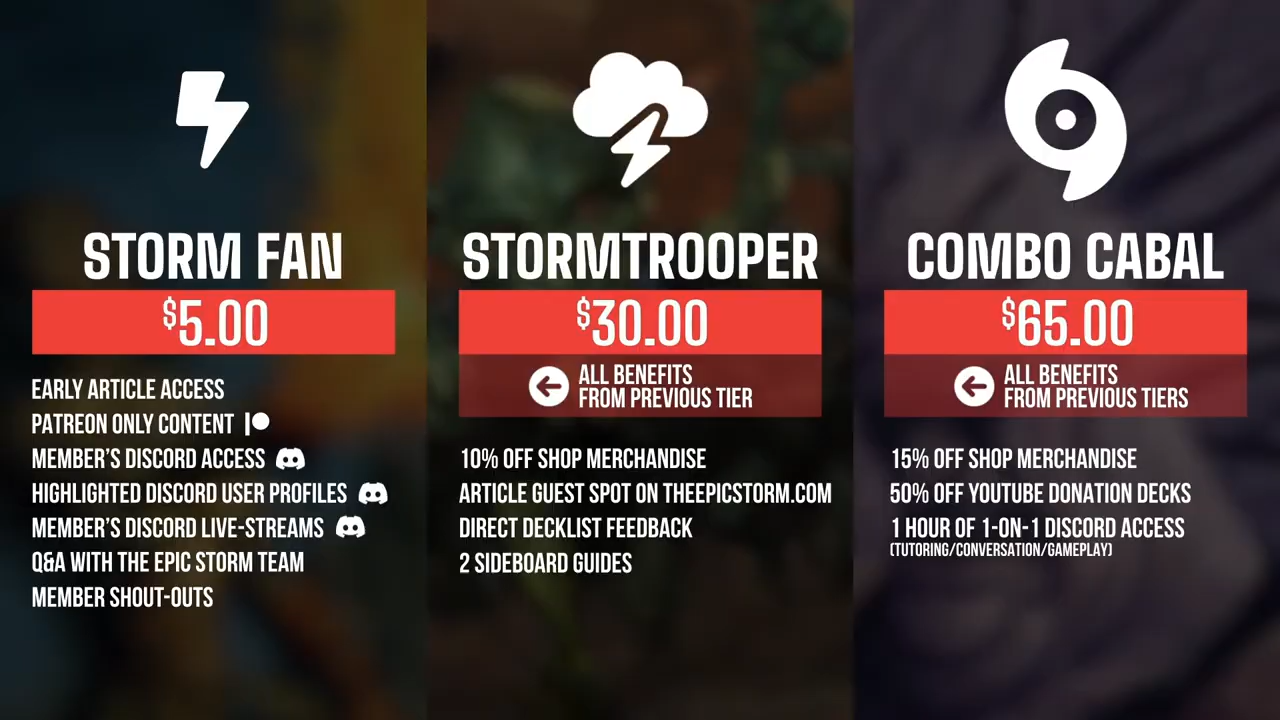 STORM FAN
$5.00
EARLY ARTICLE ACCESS
PATREON ONLY CONTENT
MEMBER'S DISCORD ACCESS
HIGHLIGHTED DISCORD USER PROFILES
MEMBER'S DISCORD LIVE-STREAMS
Q&A WITH THE EPIC STORM TEAM
MEMBER SHOUT-OUTS
STORMTROOPER
$30.00
ALL BENEFITS
FROM PREVIOUS TIER
10% OFF SHOP MERCHANDISE
ARTICLE GUEST SPOT ON THEEPICSTORM.COM
DIRECT DECKLIST FEEDBACK
2 SIDEBOARD GUIDES
COMBO CABAL
$65.00
ALL BENEFITS
FROM PREVIOUS TIERS
15% OFF SHOP MERCHANDISE
50% OFF YOUTUBE DONATION DECKS
1 HOUR OF 1-ON-1 DISCORD ACCESS
(TUTORING/CONVERSATION/GAMEPLAY)